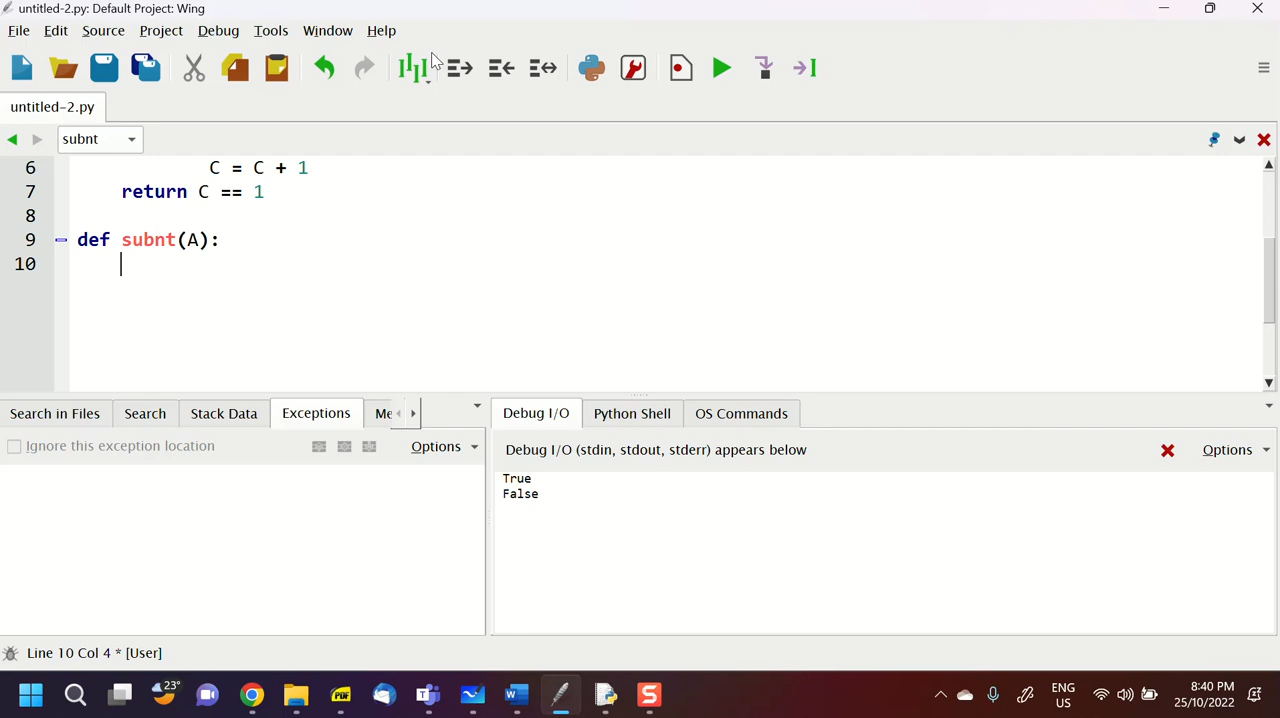 untitled-2.py: Default Project: Wing
File Edit Source Project Debug Tools Window Help
untitled-2.py
subnt
6 C = C + 1
7 return C == 1
8
9 def subnt(A):
10
Search in Files Search Stack Data Exceptions Me
Debug I/O Python Shell OS Commands
Ignore this exception location Options
Debug I/O (stdin, stdout, stderr) appears below Options
True
False
Line 10 Col 4 * [User]
23°
PDF
S
ENG
US
8:40 PM
25/10/2022